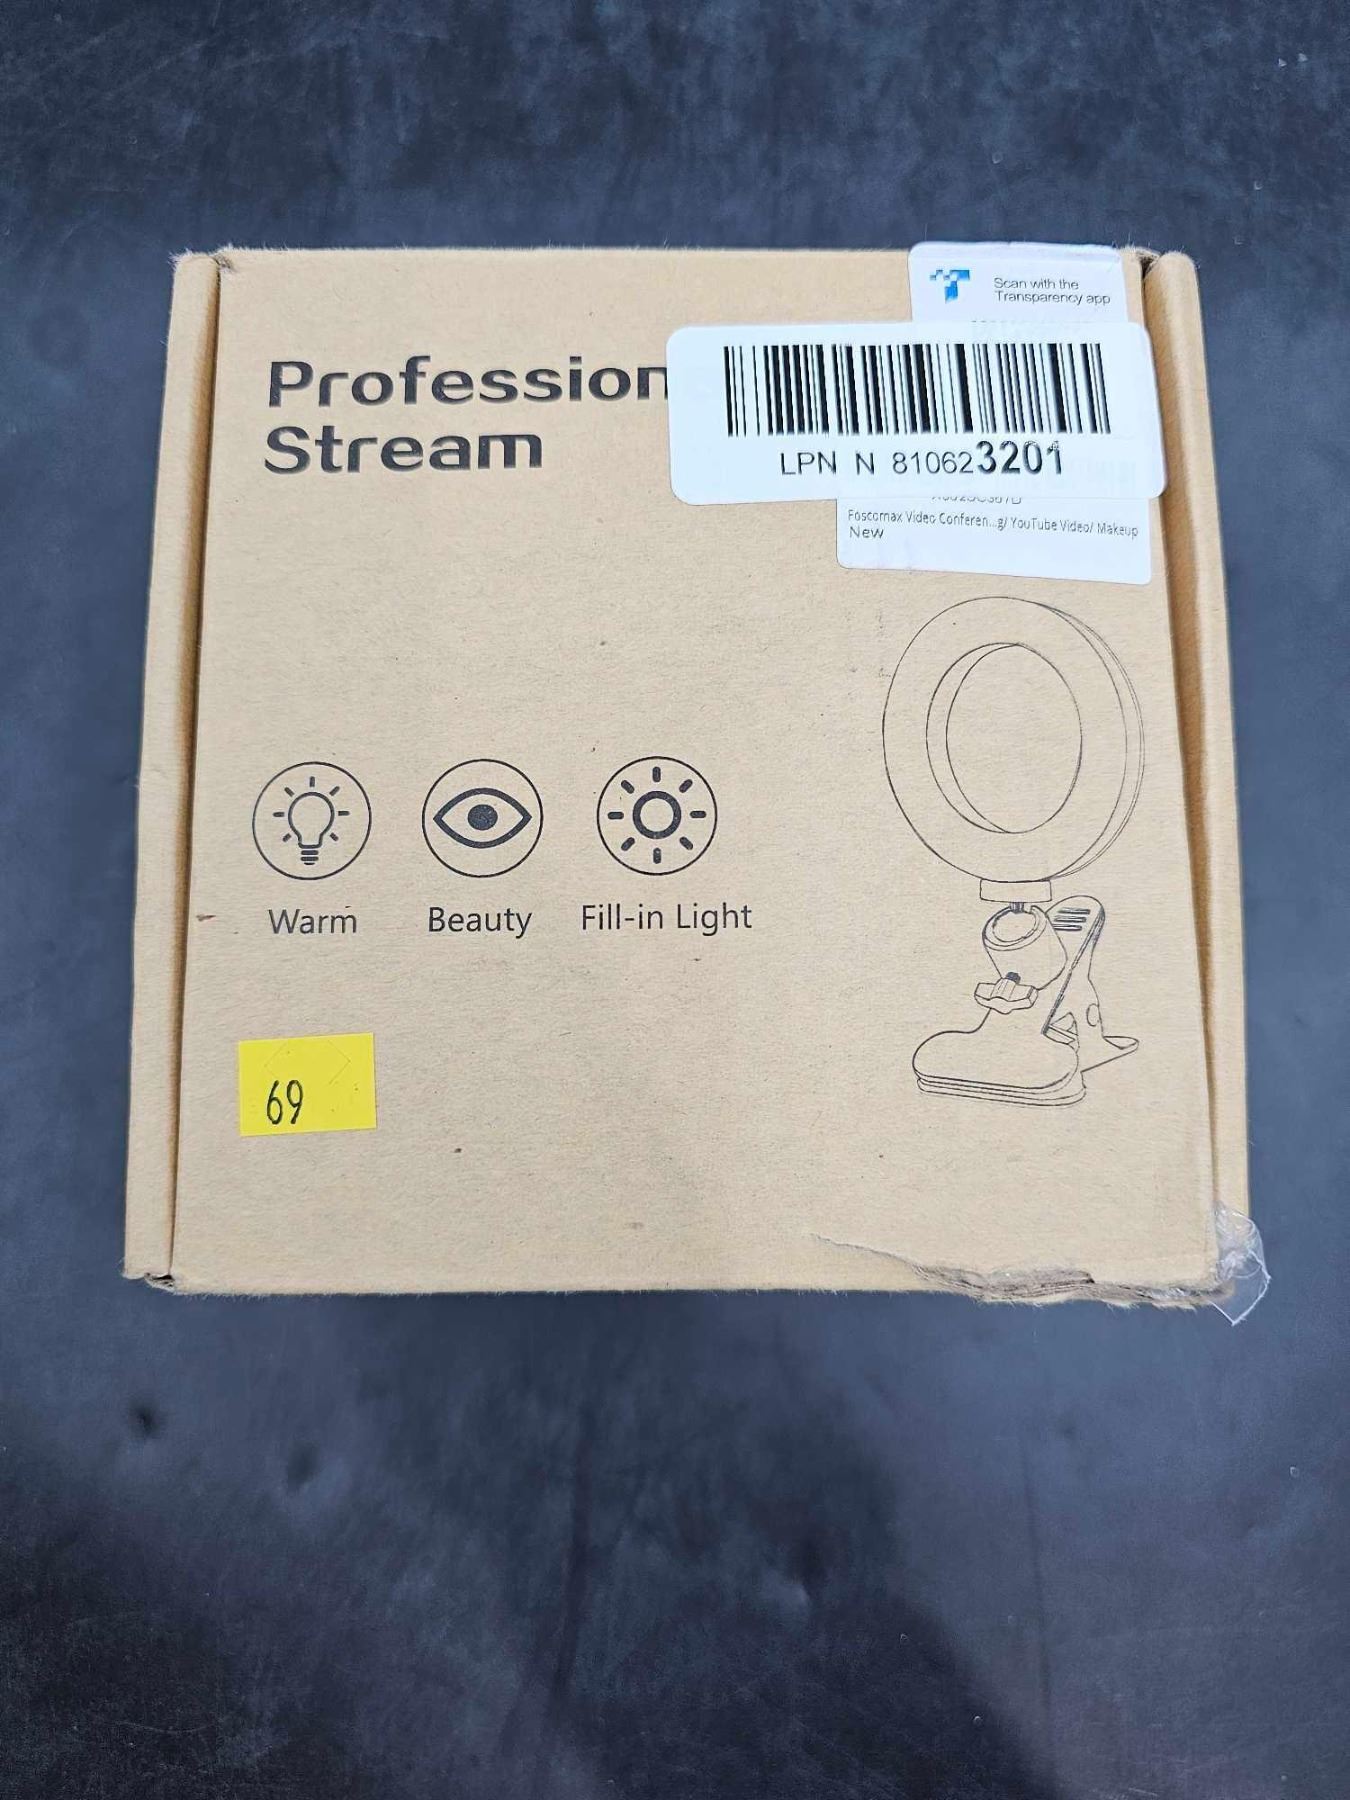 Scan with the
Transparency app
Profession
Stream
LPN N 810623201
Foscomax Video Conferen...g/ YouTube Video/ Makeup
New
Warm
Beauty
Fill-in Light
69